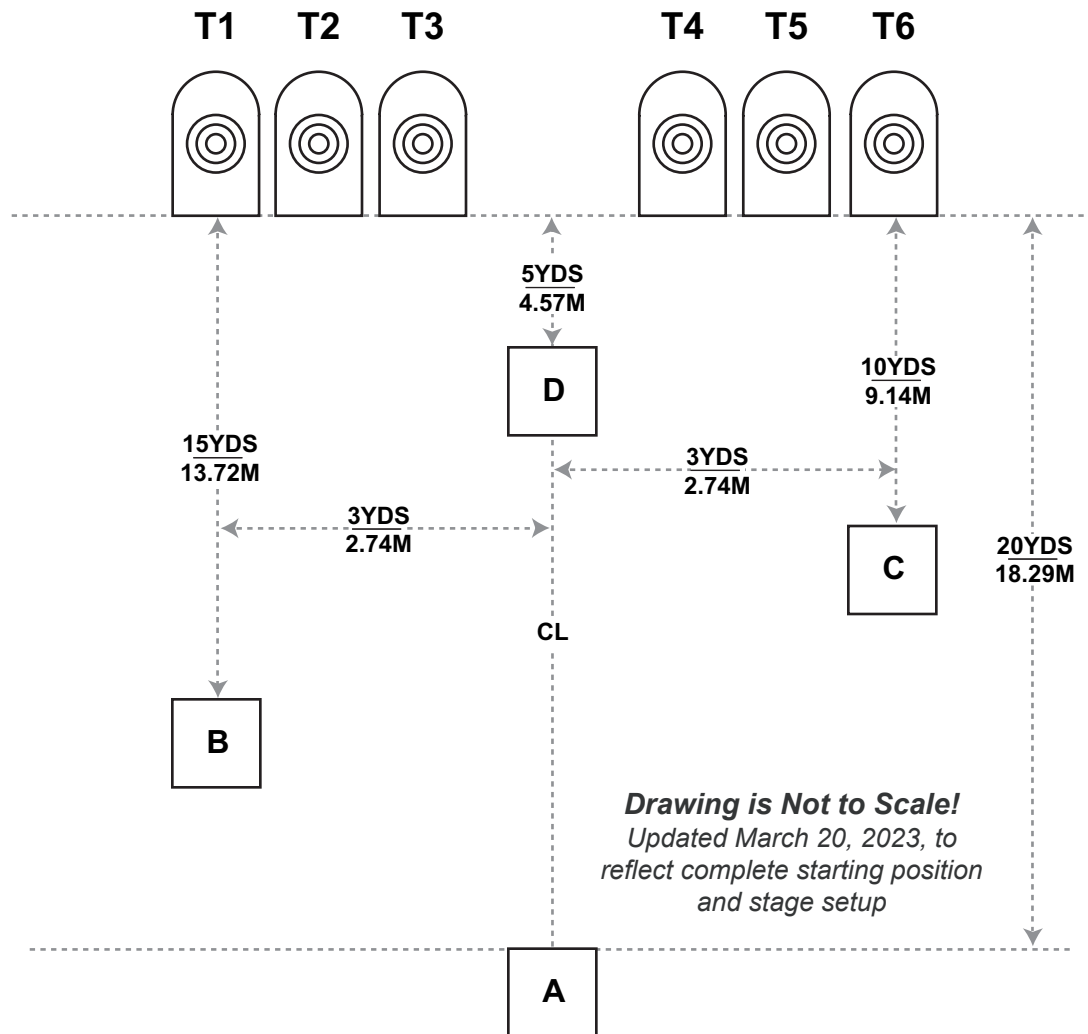 T1 T2 T3 T4 T5 T6
5YDS
4.57M
D
10YDS
9.14M
15YDS
13.72M
3YDS
2.74M
3YDS
2.74M
C
20YDS
18.29M
CL
B
Drawing is Not to Scale!
Updated March 20, 2023, to
reflect complete starting position
and stage setup
A